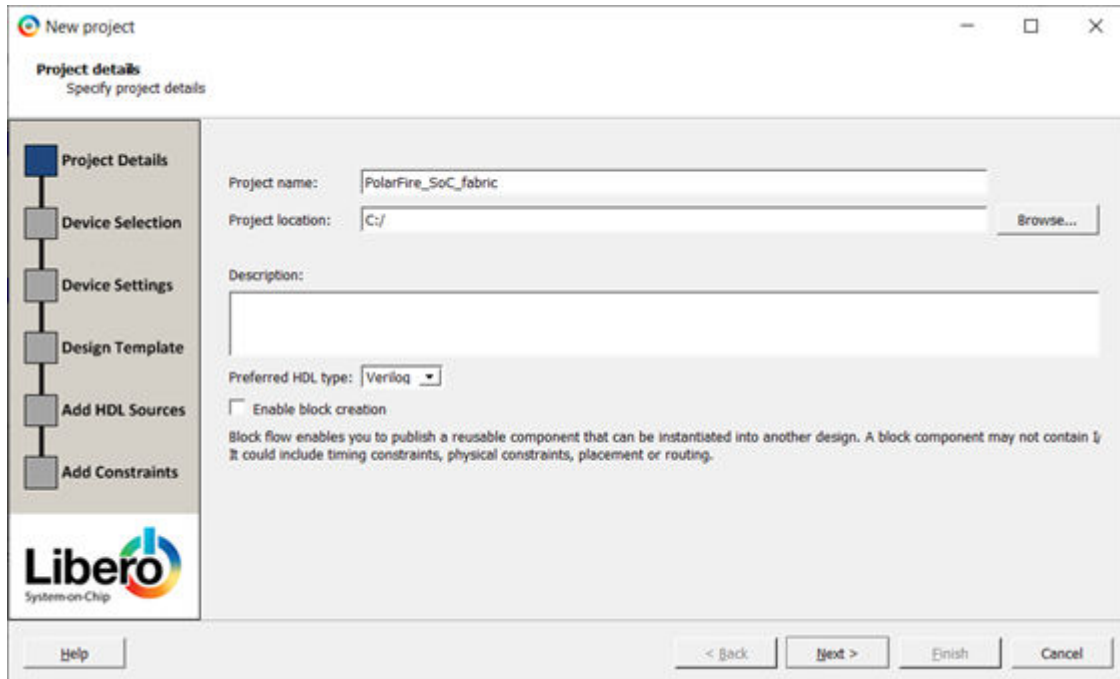 New project
Project details
Specify project details
Project Details
Device Selection
Device Settings
Design Template
Add HDL Sources
Add Constraints
Libero
System-on-Chip
Project name: PolarFire_SoC_fabric
Project location: C:/ Browse...
Description:
Preferred HDL type: Verilog
Enable block creation
Block flow enables you to publish a reusable component that can be instantiated into another design. A block component may not contain
It could include timing constraints, physical constraints, placement or routing.
Help < Back Next > Finish Cancel